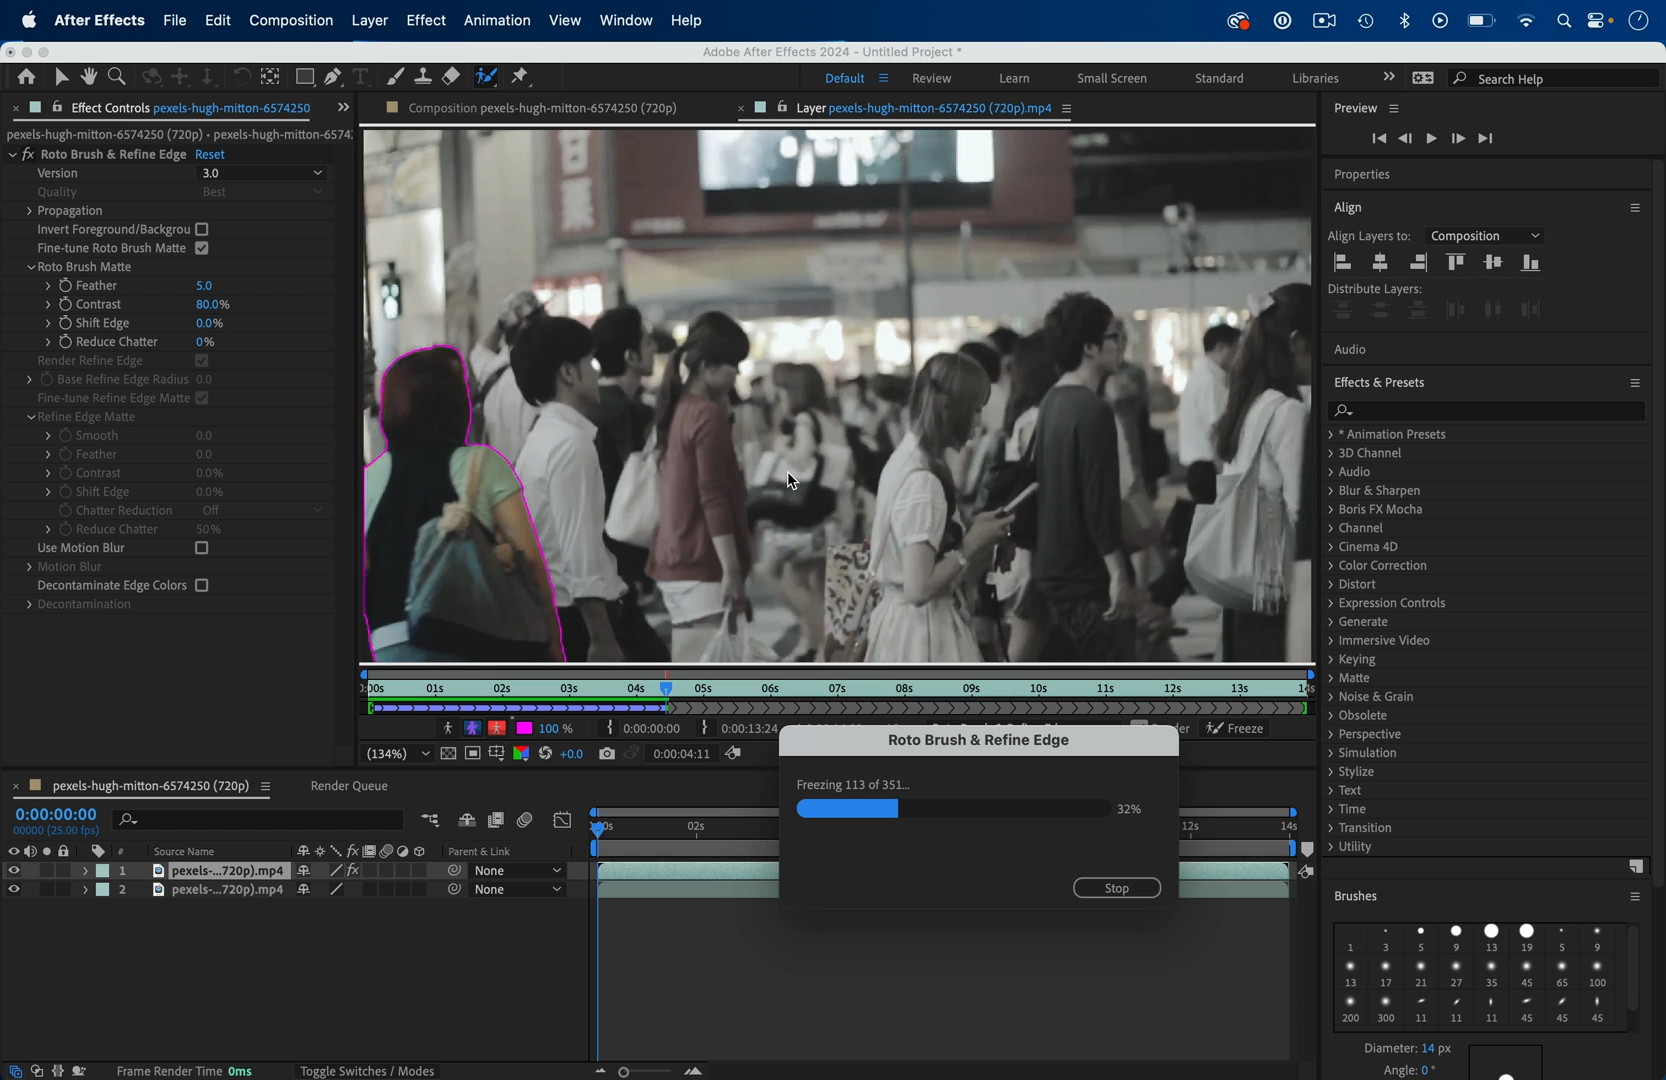 After Effects File Edit Composition Layer Effect Animation View Window Help
Adobe After Effects 2024 - Untitled Project *
Default Review Learn Small Screen Standard Libraries Search Help
Effect Controls pexels-hugh-mitton-6574250
pexels-hugh-mitton-6574250 (720p) • pexels-hugh-mitton-6574
Roto Brush & Refine Edge Reset
Version 3.0
Quality Best
Propagation
Invert Foreground/Backgrou
Fine-tune Roto Brush Matte
Roto Brush Matte
Feather 5.0
Contrast 80.0%
Shift Edge 0.0%
Reduce Chatter 0%
Render Refine Edge
Base Refine Edge Radius 0.0
Fine-tune Refine Edge Matte
Refine Edge Matte
Smooth 0.0
Feather 0.0
Contrast 0.0%
Shift Edge 0.0%
Chatter Reduction Off
Reduce Chatter 50%
Use Motion Blur
Motion Blur
Decontaminate Edge Colors
Decontamination
Composition pexels-hugh-mitton-6574250 (720p)
Layer pexels-hugh-mitton-6574250 (720p).mp4
00s 01s 02s 03s 04s 05s 06s 07s 08s 09s 10s 11s 12s 13s 14s
100 % 0:00:00:00 0:00:13:24 Freeze
(134%) +0.0 0:00:04:11
Roto Brush & Refine Edge
Freezing 113 of 351...
32%
Stop
pexels-hugh-mitton-6574250 (720p) Render Queue
0:00:00:00
00000 (25.00 fps)
02s 12s 14s
# Source Name Parent & Link
1 pexels-...720p).mp4 None
2 pexels-...720p).mp4 None
Frame Render Time 0ms Toggle Switches / Modes
Preview
Properties
Align
Align Layers to: Composition
Distribute Layers:
Audio
Effects & Presets
* Animation Presets
3D Channel
Audio
Blur & Sharpen
Boris FX Mocha
Channel
Cinema 4D
Color Correction
Distort
Expression Controls
Generate
Immersive Video
Keying
Matte
Noise & Grain
Obsolete
Perspective
Simulation
Stylize
Text
Time
Transition
Utility
Brushes
1 3 5 9 13 19 5 9
13 17 21 27 35 45 65 100
200 300 11 11 11 45 45 45
Diameter: 14 px
Angle: 0 °